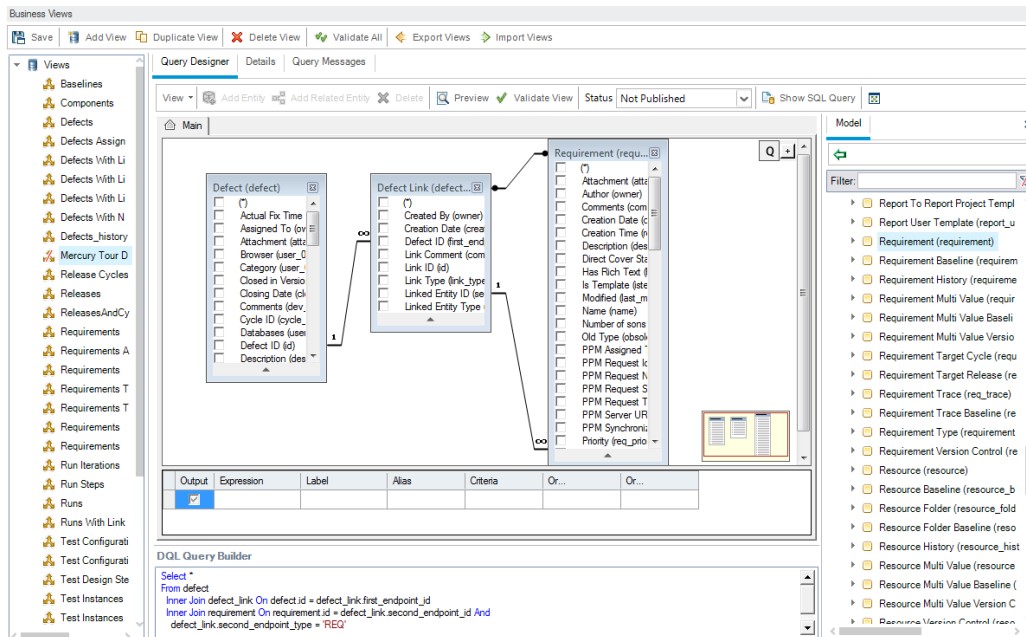 Business Views
Save Add View Duplicate View Delete View Validate All Export Views Import Views
Views
Baselines
Components
Defects
Defects Assign
Defects With Li
Defects With Li
Defects With Li
Defects With N
Defects_history
Mercury Tour D
Release Cycles
Releases
ReleasesAndCy
Requirements
Requirements A
Requirements
Requirements T
Requirements T
Requirements
Requirements
Run Iterations
Run Steps
Runs
Runs With Link
Test Configurati
Test Configurati
Test Design Ste
Test Instances
Test Instances
Query Designer Details Query Messages
View Add Entity Add Related Entity Delete Preview Validate View Status Not Published Show SQL Query
Main
Defect (defect)
(*)
Actual Fix Time
Assigned To (ow
Attachment (atta
Browser (user_0
Category (user_
Closed in Version
Closing Date (cl
Comments (dev_
Cycle ID (cycle_
Databases (user
Defect ID (id)
Description (des
1
∞
Defect Link (defect...
(*)
Created By (owner)
Creation Date (creat
Defect ID (first_end
Link Comment (com
Link ID (id)
Link Type (link_type
Linked Entity ID (se
Linked Entity Type
1
∞
Requirement (requ...
(*)
Attachment (atta
Author (owner)
Comments (com
Creation Date (c
Creation Time (r
Description (des
Direct Cover Sta
Has Rich Text (
Is Template (iste
Modified (last_m
Name (name)
Number of sons
Old Type (obsol
PPM Assigned T
PPM Request Id
PPM Request N
PPM Request S
PPM Request T
PPM Server UR
PPM Synchroni
Priority (req_prio
Q +
Output Expression Label Alias Criteria Or... Or...
DQL Query Builder
Select *
From defect
Inner Join defect_link On defect.id = defect_link.first_endpoint_id
Inner Join requirement On requirement.id = defect_link.second_endpoint_id And
defect_link.second_endpoint_type = 'REQ'
Model
Filter:
Report To Report Project Templ
Report User Template (report_u
Requirement (requirement)
Requirement Baseline (requirem
Requirement History (requireme
Requirement Multi Value (requir
Requirement Multi Value Baseli
Requirement Multi Value Versio
Requirement Target Cycle (requ
Requirement Target Release (re
Requirement Trace (req_trace)
Requirement Trace Baseline (re
Requirement Type (requirement
Requirement Version Control (re
Resource (resource)
Resource Baseline (resource_b
Resource Folder (resource_fold
Resource Folder Baseline (reso
Resource History (resource_hist
Resource Multi Value (resource
Resource Multi Value Baseline (
Resource Multi Value Version C
Resource Version Control (reso